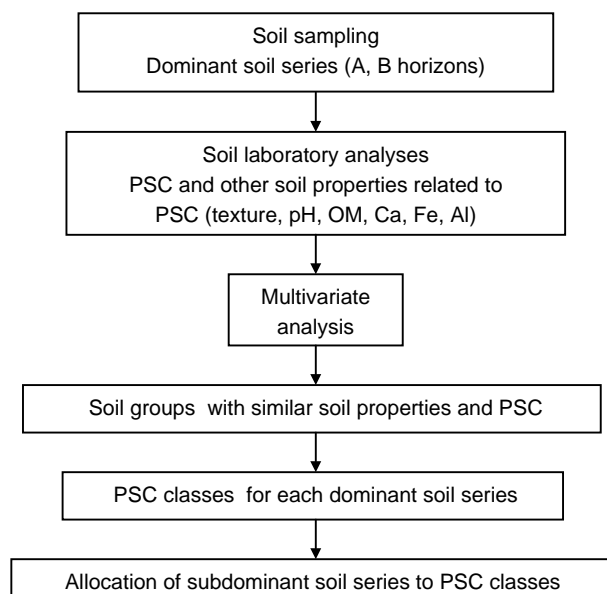 Soil sampling
Dominant soil series (A, B horizons)
Soil laboratory analyses
PSC and other soil properties related to
PSC (texture, pH, OM, Ca, Fe, Al)
Multivariate
analysis
Soil groups with similar soil properties and PSC
PSC classes for each dominant soil series
Allocation of subdominant soil series to PSC classes